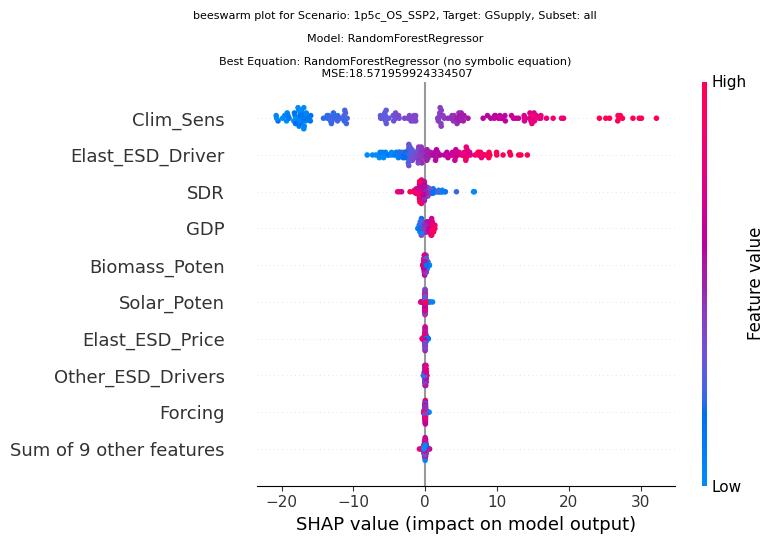 beeswarm plot for Scenario: 1p5c_OS_SSP2, Target: GSupply, Subset: all
Model: RandomForestRegressor
Best Equation: RandomForestRegressor (no symbolic equation)
MSE:18.571959924334507
High
Clim_Sens
Elast_ESD_Driver
SDR
GDP
Biomass_Poten
Solar_Poten
Elast_ESD_Price
Other_ESD_Drivers
Forcing
Sum of 9 other features
Feature value
Low
−20 −10 0 10 20 30
SHAP value (impact on model output)